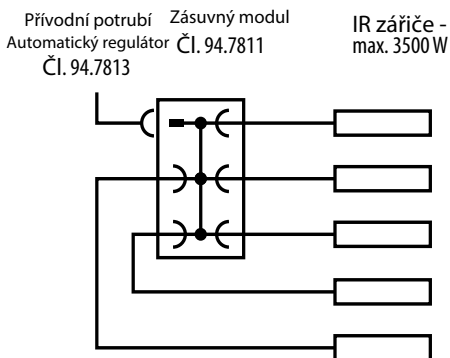 Přívodní potrubí
Automatický regulátor
Čl. 94.7813
Zásuvný modul
Čl. 94.7811
IR zářiče -
max. 3500 W